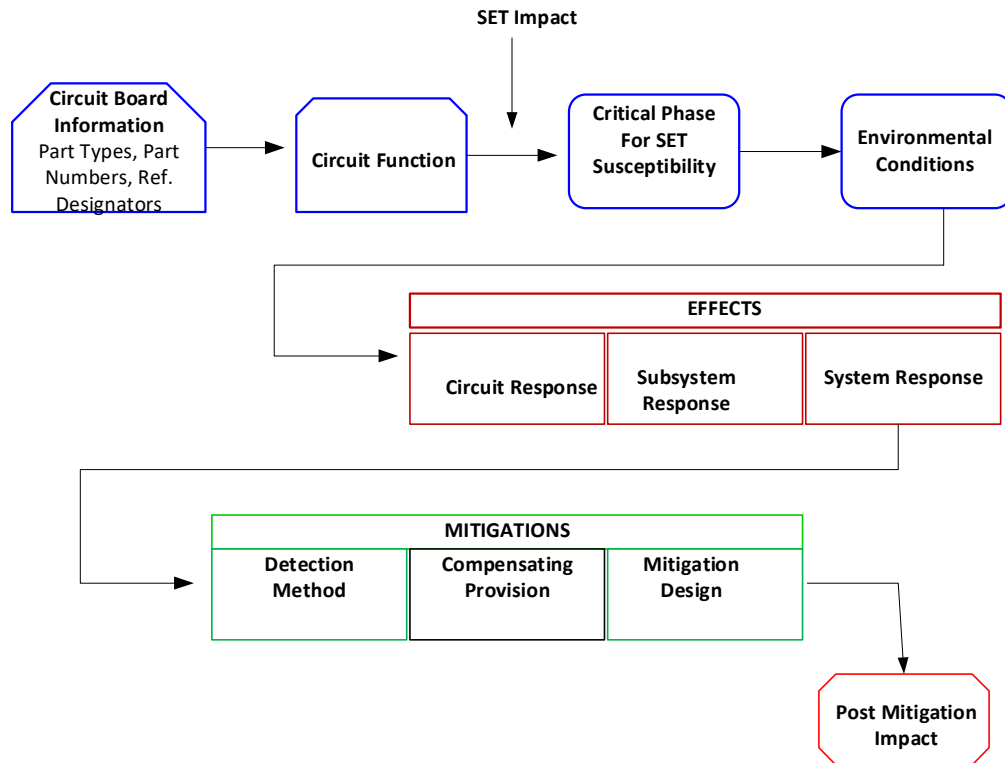 SET Impact
Circuit Board
Information
Part Types, Part
Numbers, Ref.
Designators
Circuit Function
Critical Phase
For SET
Susceptibility
Environmental
Conditions
EFFECTS
Circuit Response
Subsystem
Response
System Response
MITIGATIONS
Detection
Method
Compensating
Provision
Mitigation
Design
Post Mitigation
Impact